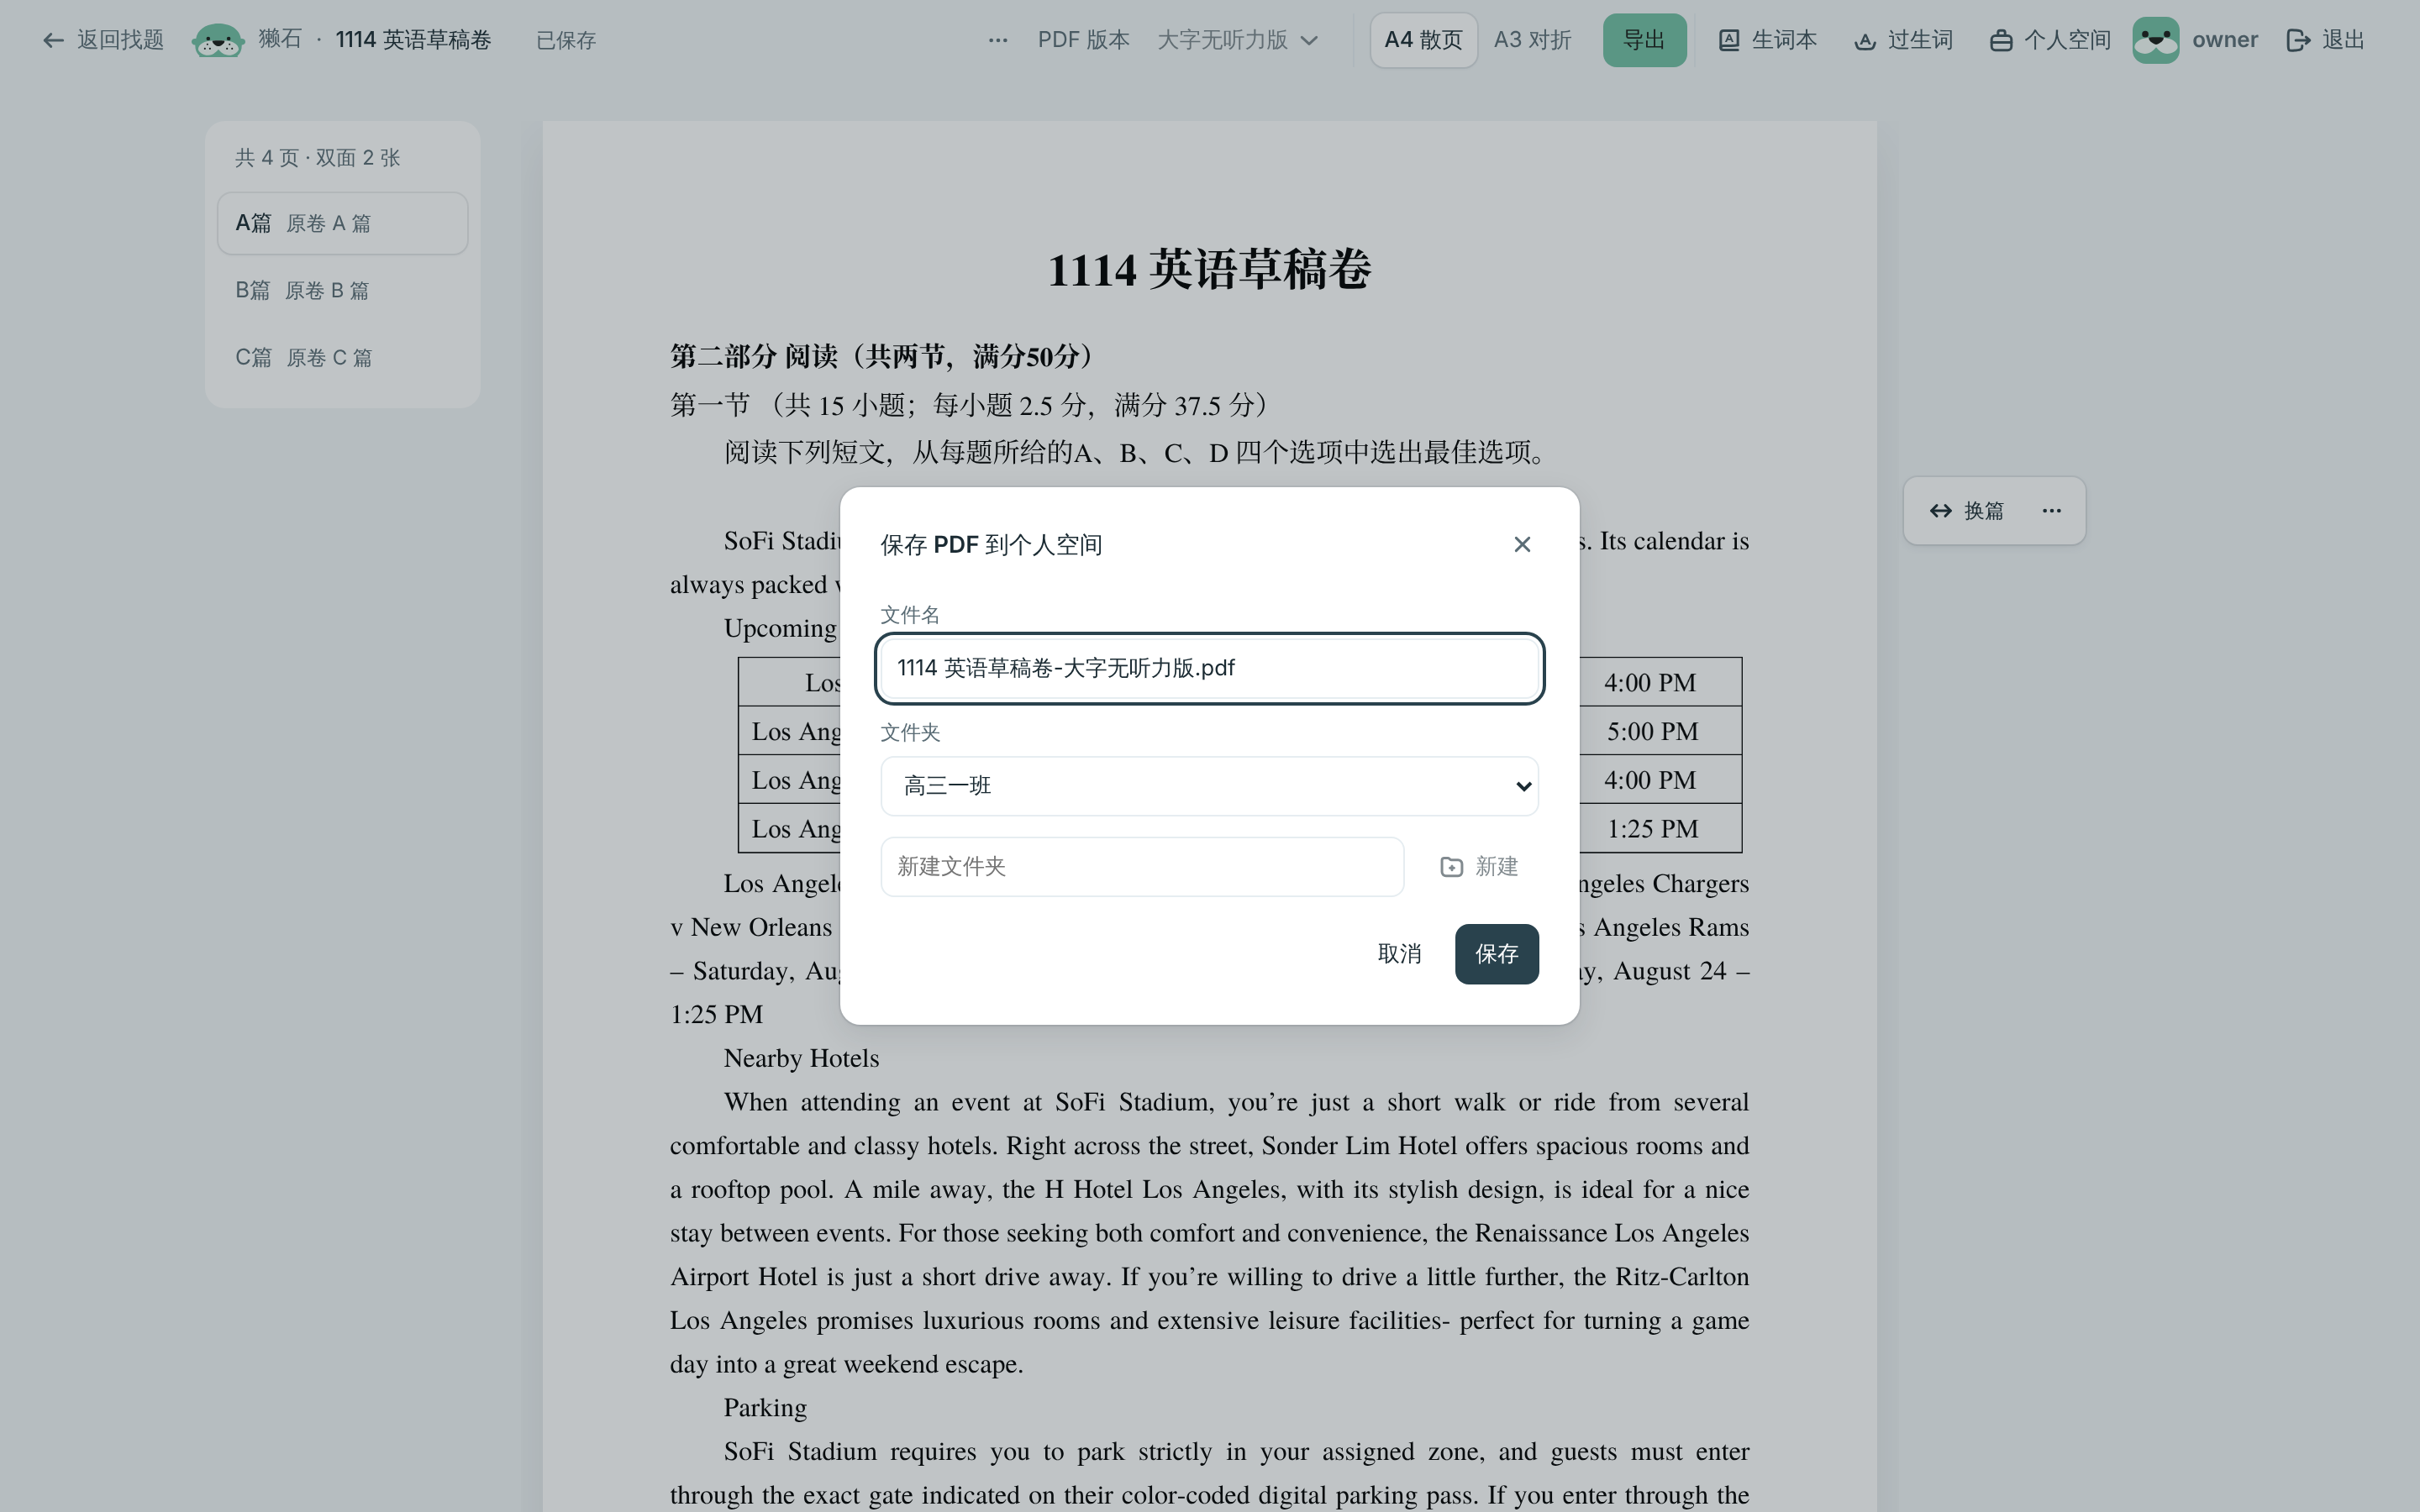 返回找题 獭石 · 1114 英语草稿卷 已保存 ··· PDF 版本 大字无听力版 A4 散页 A3 对折 导出 生词本 过生词 个人空间 owner 退出
共 4 页 · 双面 2 张
A篇 原卷 A 篇
B篇 原卷 B 篇
C篇 原卷 C 篇
1114 英语草稿卷
第二部分 阅读（共两节，满分50分）
第一节 （共 15 小题；每小题 2.5 分，满分 37.5 分）
阅读下列短文，从每题所给的A、B、C、D 四个选项中选出最佳选项。
换篇 ···
SoFi s. Its calendar is
always packed
Upcoming
4:00 PM
Los Ang 5:00 PM
Los Ang 4:00 PM
Los Ang 1:25 PM
Los ngeles Chargers
v New Orleans Angeles Rams
– Saturday, August 24 –
1:25 PM
保存 PDF 到个人空间
文件名
1114 英语草稿卷-大字无听力版.pdf
文件夹
高三一班
新建文件夹 新建
取消 保存
Nearby Hotels
When attending an event at SoFi Stadium, you’re just a short walk or ride from several
comfortable and classy hotels. Right across the street, Sonder Lim Hotel offers spacious rooms and
a rooftop pool. A mile away, the H Hotel Los Angeles, with its stylish design, is ideal for a nice
stay between events. For those seeking both comfort and convenience, the Renaissance Los Angeles
Airport Hotel is just a short drive away. If you’re willing to drive a little further, the Ritz-Carlton
Los Angeles promises luxurious rooms and extensive leisure facilities- perfect for turning a game
day into a great weekend escape.
Parking
SoFi Stadium requires you to park strictly in your assigned zone, and guests must enter
through the exact gate indicated on their color-coded digital parking pass. If you enter through the